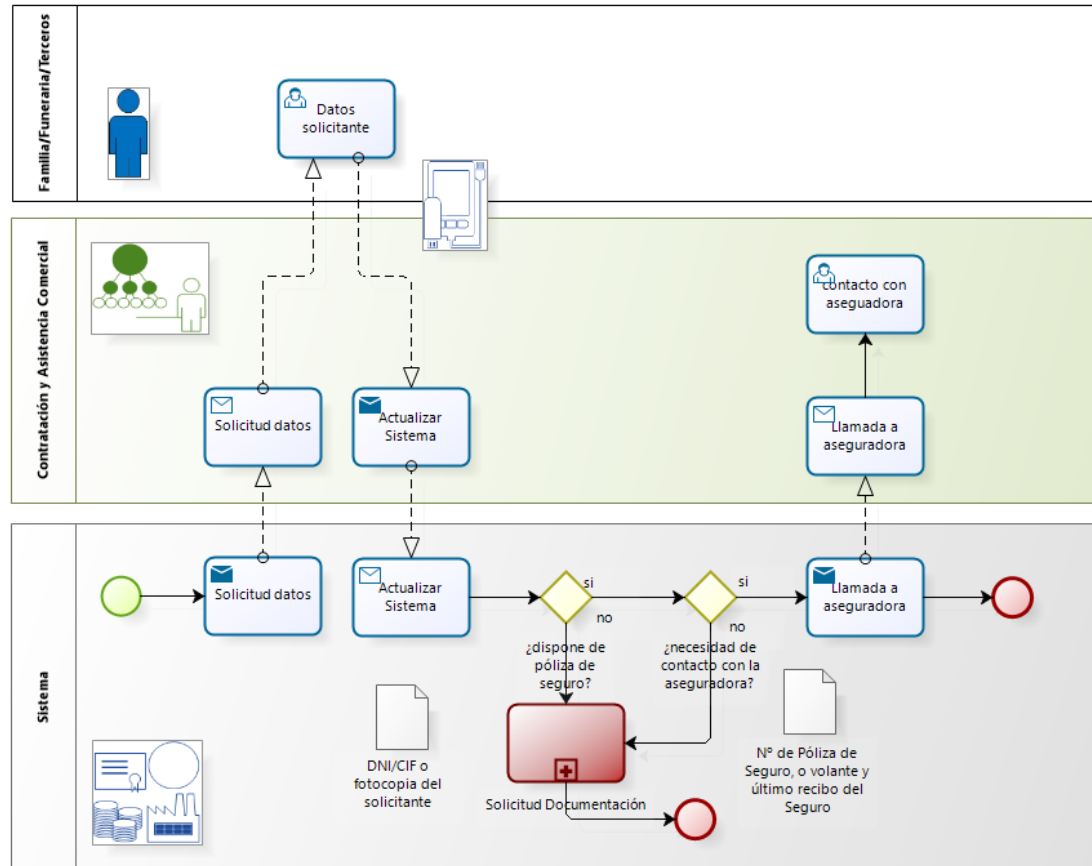 Familia/Funeraria/Terceros
Datos
solicitante
Contratación y Asistencia Comercial
contacto con
aseguadora
Solicitud datos
Actualizar
Sistema
Llamada a
aseguradora
Sistema
Solicitud datos
Actualizar
Sistema
si
no
¿dispone de
póliza de
seguro?
si
no
¿necesidad de
contacto con la
aseguradora?
Llamada a
aseguradora
DNI/CIF o
fotocopia del
solicitante
Solicitud Documentación
Nº de Póliza de
Seguro, o volante y
último recibo del
Seguro